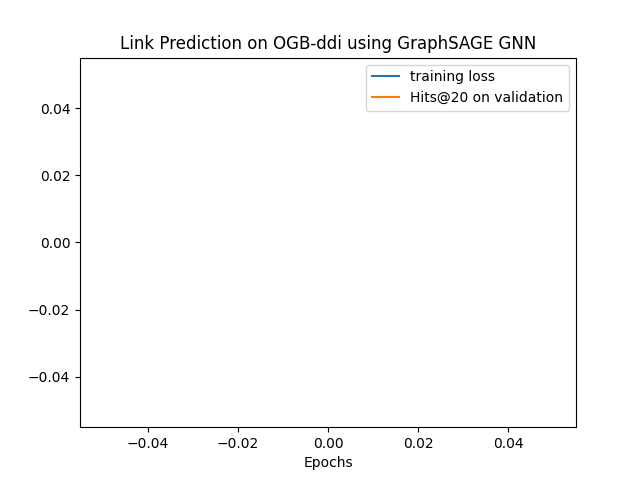 Link Prediction on OGB-ddi using GraphSAGE GNN
training loss
Hits@20 on validation
0.04
0.02
0.00
−0.02
−0.04
−0.04 −0.02 0.00 0.02 0.04
Epochs